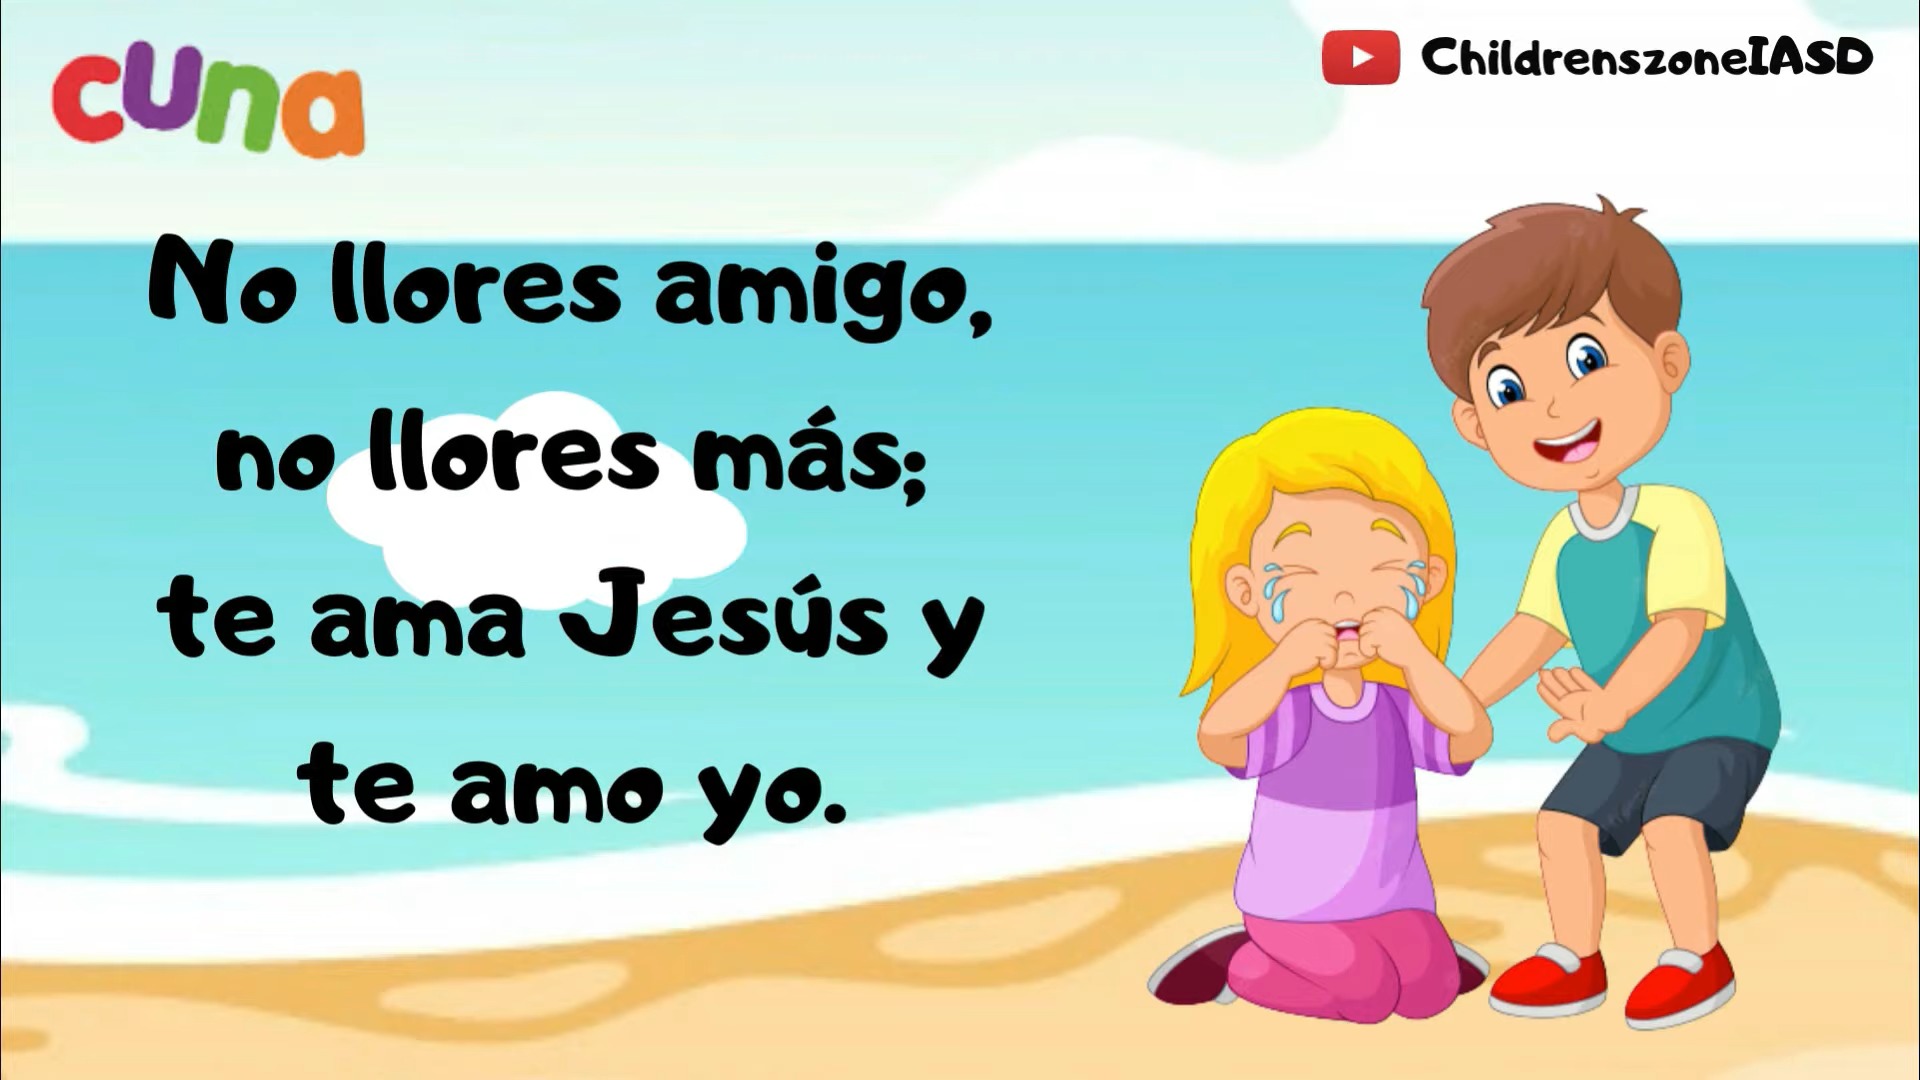 cuna
ChildrenszoneIASD
No llores amigo,
no llores más;
te ama Jesús y
te amo yo.